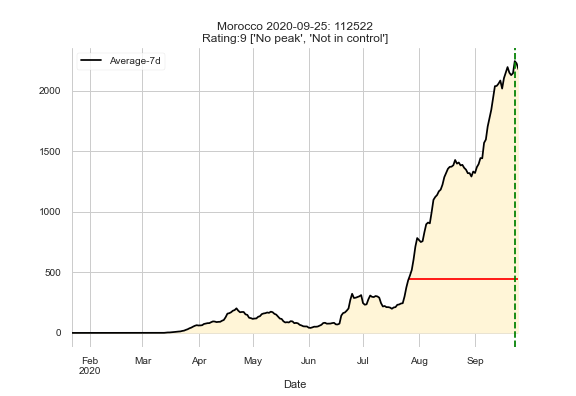 Morocco 2020-09-25: 112522
Rating:9 ['No peak', 'Not in control']
Average-7d
2000
1500
1000
500
0
Feb Mar Apr May Jun Jul Aug Sep
2020
Date